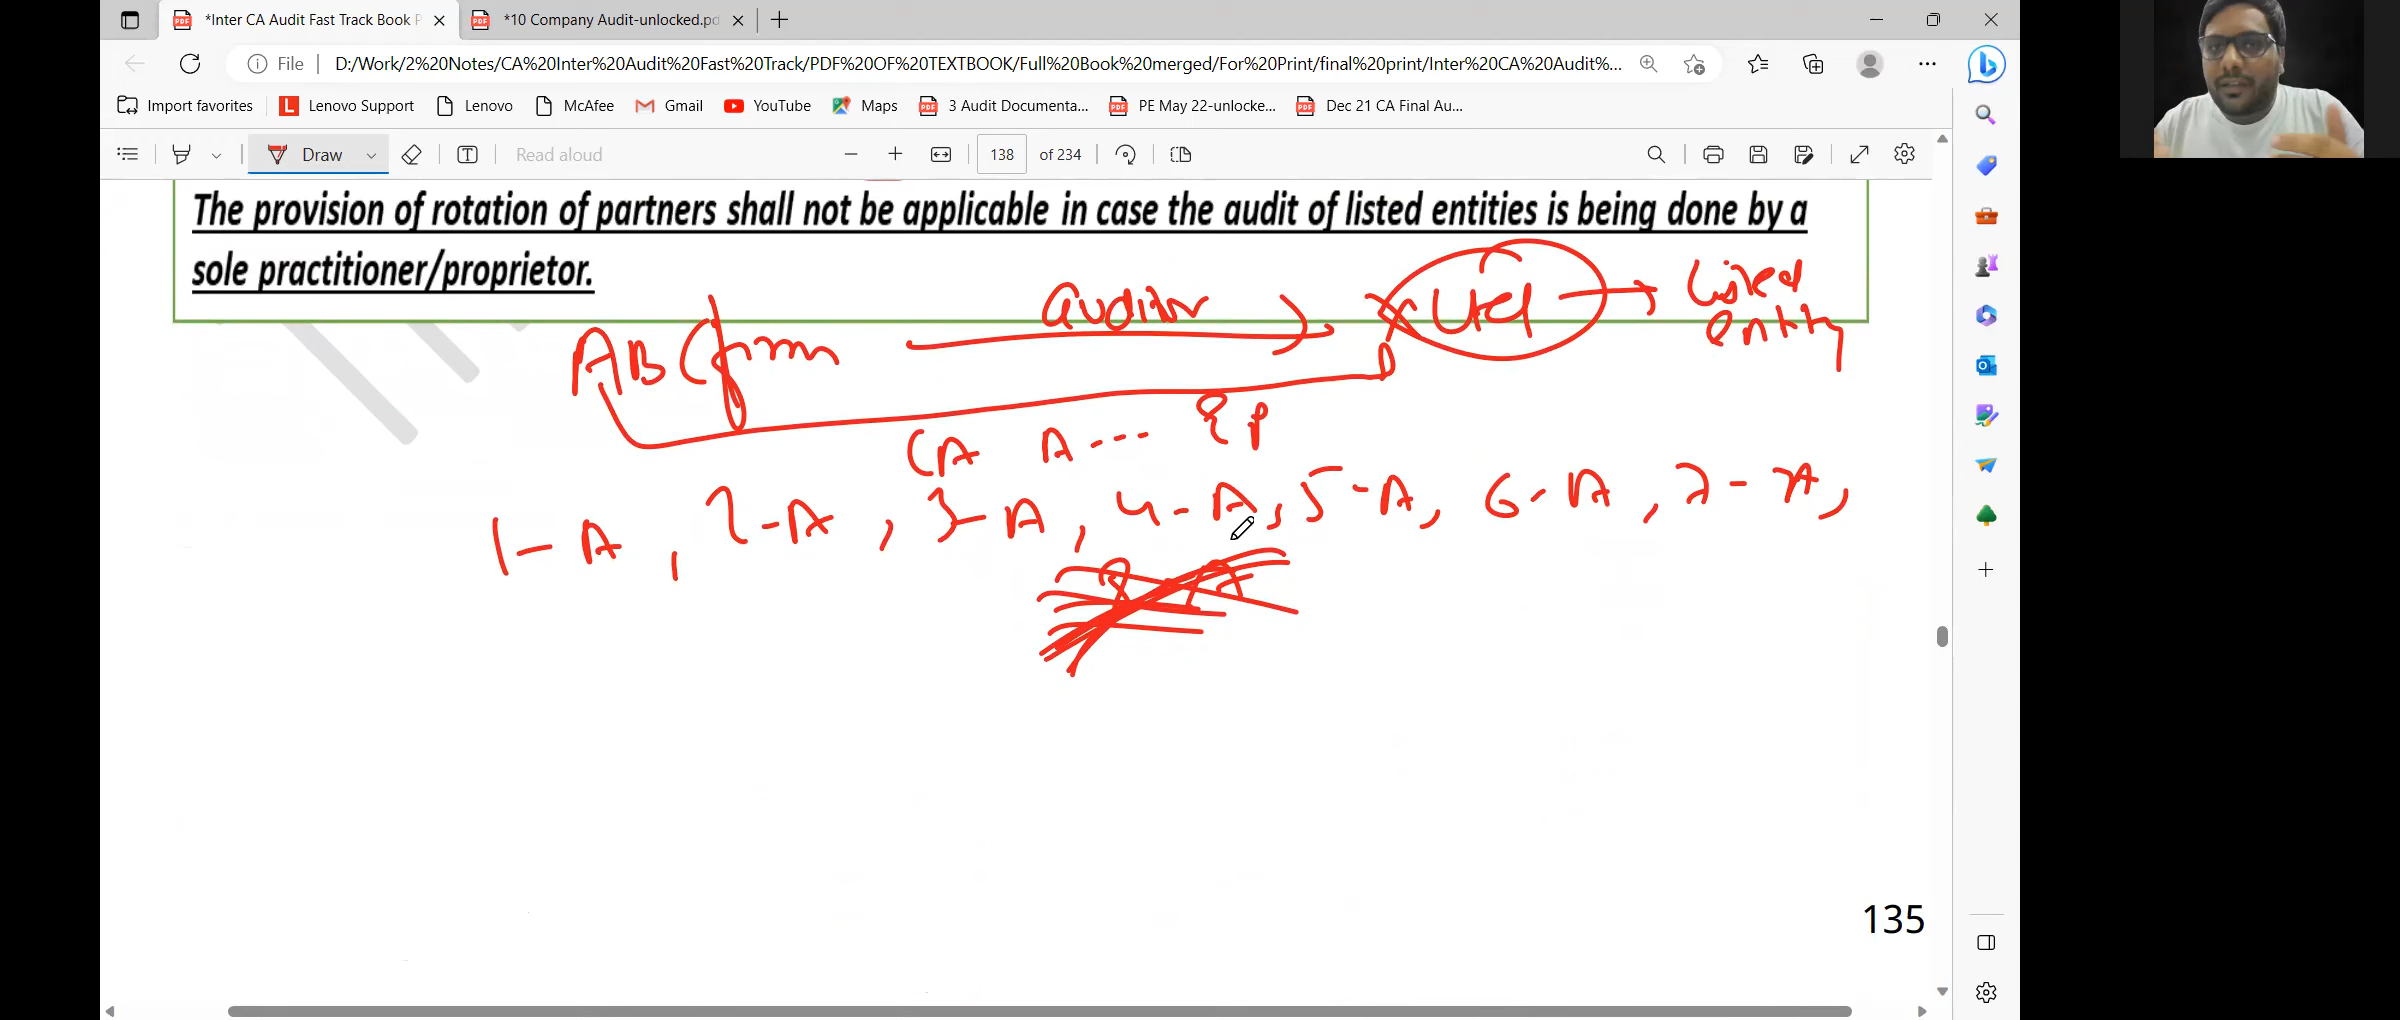 *Inter CA Audit Fast Track Book P
*10 Company Audit-unlocked.pd
File
D:/Work/2%20Notes/CA%20Inter%20Audit%20Fast%20Track/PDF%20OF%20TEXTBOOK/Full%20Book%20merged/For%20Print/final%20print/Inter%20CA%20Audit%...
Import favorites
Lenovo Support
Lenovo
McAfee
Gmail
YouTube
Maps
3 Audit Documenta...
PE May 22-unlocke...
Dec 21 CA Final Au...
Draw
Read aloud
138 of 234
The provision of rotation of partners shall not be applicable in case the audit of listed entities is being done by a
sole practitioner/proprietor.
AB firm auditor X Ltd Listed entity
CA A... EP
1-A, 2-A, 3-A, 4-A, 5-A, 6-A, 7-A,
135